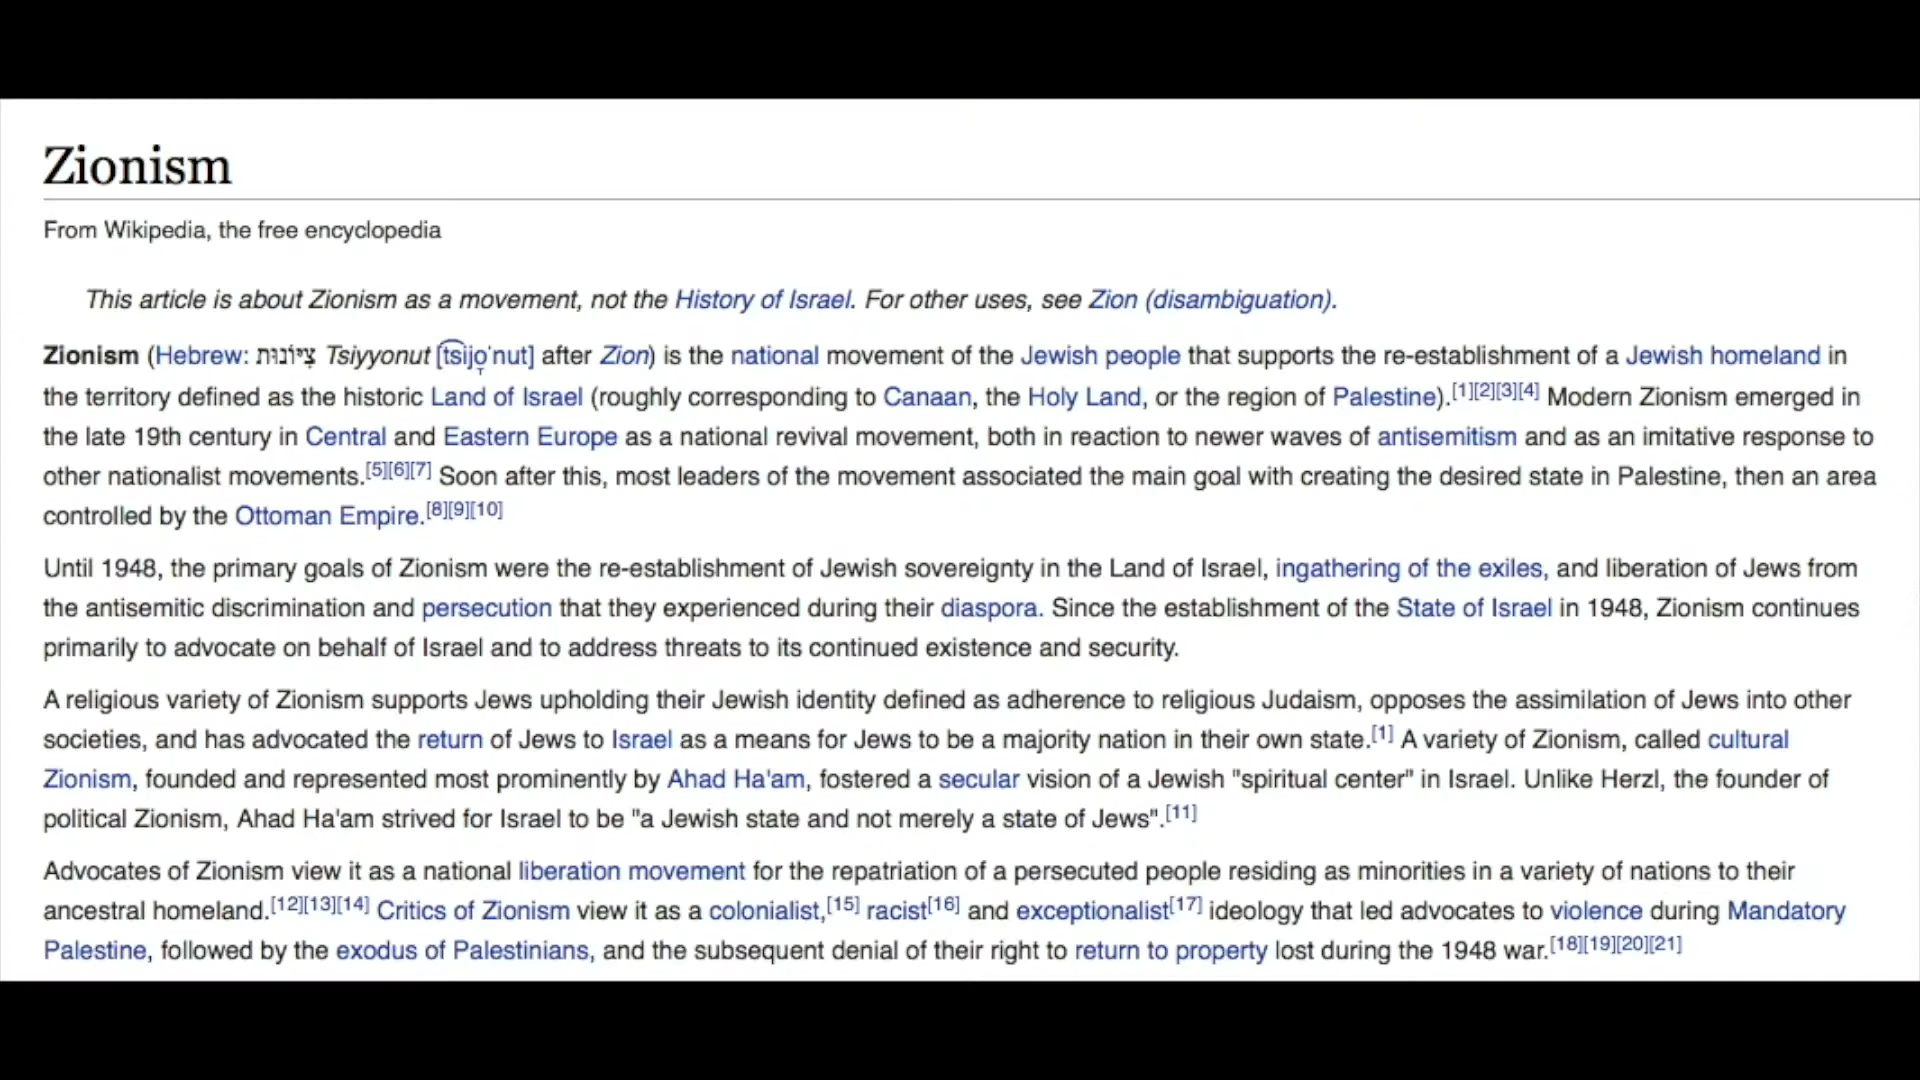 Zionism
From Wikipedia, the free encyclopedia
This article is about Zionism as a movement, not the History of Israel. For other uses, see Zion (disambiguation).
Zionism (Hebrew: צִיּוֹנוּת Tsiyyonut [t͡sijo̞ˈnut] after Zion) is the national movement of the Jewish people that supports the re-establishment of a Jewish homeland in
the territory defined as the historic Land of Israel (roughly corresponding to Canaan, the Holy Land, or the region of Palestine).[1][2][3][4] Modern Zionism emerged in
the late 19th century in Central and Eastern Europe as a national revival movement, both in reaction to newer waves of antisemitism and as an imitative response to
other nationalist movements.[5][6][7] Soon after this, most leaders of the movement associated the main goal with creating the desired state in Palestine, then an area
controlled by the Ottoman Empire.[8][9][10]
Until 1948, the primary goals of Zionism were the re-establishment of Jewish sovereignty in the Land of Israel, ingathering of the exiles, and liberation of Jews from
the antisemitic discrimination and persecution that they experienced during their diaspora. Since the establishment of the State of Israel in 1948, Zionism continues
primarily to advocate on behalf of Israel and to address threats to its continued existence and security.
A religious variety of Zionism supports Jews upholding their Jewish identity defined as adherence to religious Judaism, opposes the assimilation of Jews into other
societies, and has advocated the return of Jews to Israel as a means for Jews to be a majority nation in their own state.[1] A variety of Zionism, called cultural
Zionism, founded and represented most prominently by Ahad Ha'am, fostered a secular vision of a Jewish "spiritual center" in Israel. Unlike Herzl, the founder of
political Zionism, Ahad Ha'am strived for Israel to be "a Jewish state and not merely a state of Jews".[11]
Advocates of Zionism view it as a national liberation movement for the repatriation of a persecuted people residing as minorities in a variety of nations to their
ancestral homeland.[12][13][14] Critics of Zionism view it as a colonialist,[15] racist[16] and exceptionalist[17] ideology that led advocates to violence during Mandatory
Palestine, followed by the exodus of Palestinians, and the subsequent denial of their right to return to property lost during the 1948 war.[18][19][20][21]